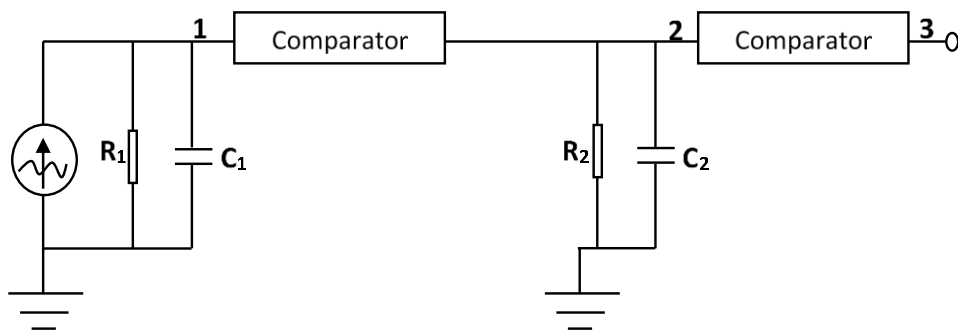 1
Comparator
2
Comparator
3
R₁
C₁
R₂
C₂